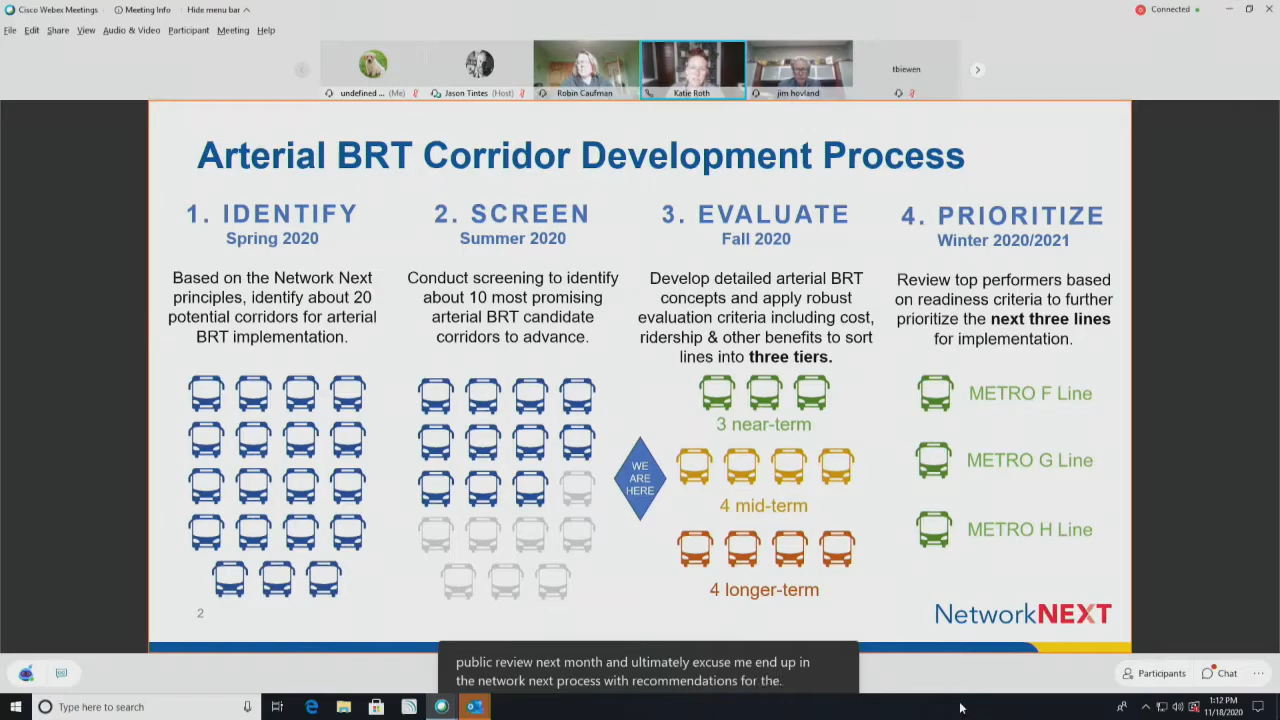 Cisco Webex Meetings
Meeting Info
Hide menu bar
Connected
File Edit Share View Audio & Video Participant Meeting Help
undefined ... (Me)
Jason Tintes (Host)
Robin Caufman
Katie Roth
jim hovland
tbiewen
Arterial BRT Corridor Development Process
1. IDENTIFY
Spring 2020
Based on the Network Next
principles, identify about 20
potential corridors for arterial
BRT implementation.
2. SCREEN
Summer 2020
Conduct screening to identify
about 10 most promising
arterial BRT candidate
corridors to advance.
3. EVALUATE
Fall 2020
Develop detailed arterial BRT
concepts and apply robust
evaluation criteria including cost,
ridership & other benefits to sort
lines into three tiers.
3 near-term
WE
ARE
HERE
4 mid-term
4 longer-term
4. PRIORITIZE
Winter 2020/2021
Review top performers based
on readiness criteria to further
prioritize the next three lines
for implementation.
METRO F Line
METRO G Line
METRO H Line
2
NetworkNEXT
public review next month and ultimately excuse me end up in
the network next process with recommendations for the.
Participants
Chat
Type here to search
1:12 PM
11/18/2020